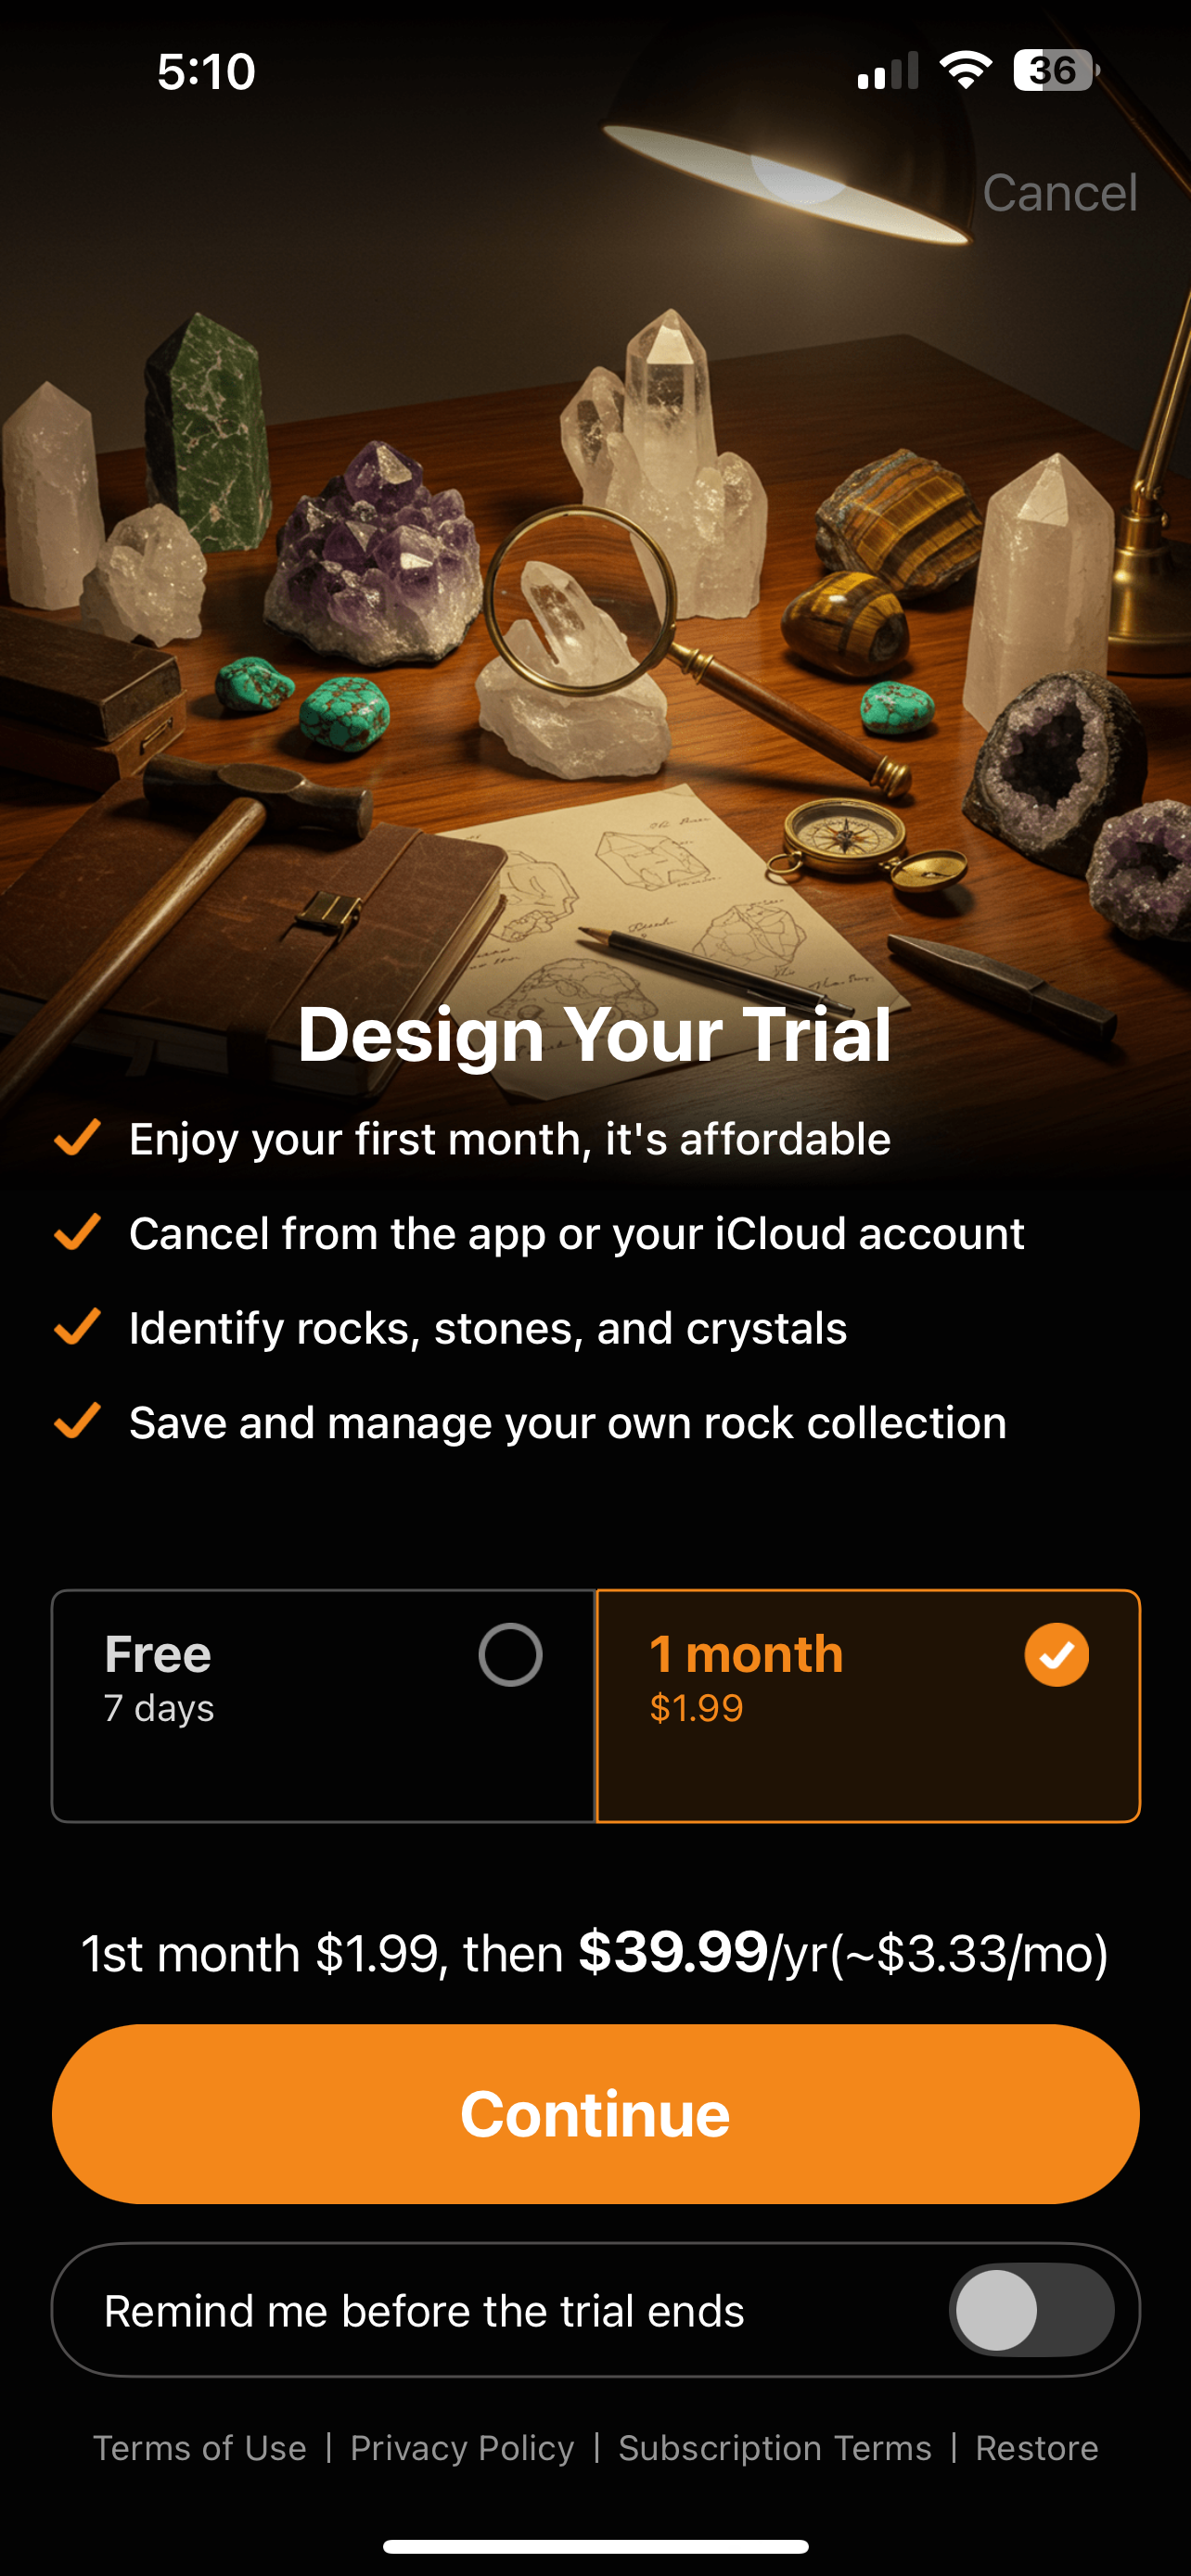 5:10
36
Cancel
Design Your Trial
Enjoy your first month, it's affordable
Cancel from the app or your iCloud account
Identify rocks, stones, and crystals
Save and manage your own rock collection
Free
7 days
1 month
$1.99
1st month $1.99, then $39.99/yr(~$3.33/mo)
Continue
Remind me before the trial ends
Terms of Use | Privacy Policy | Subscription Terms | Restore